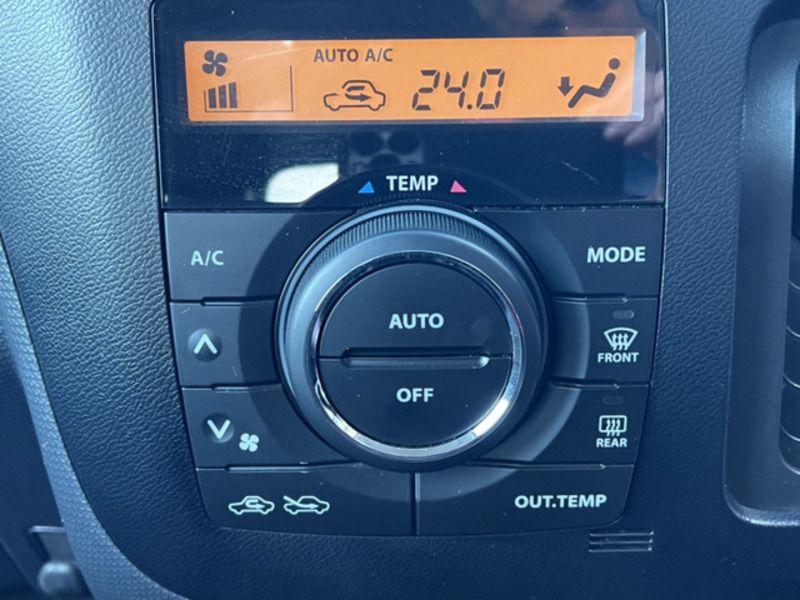 AUTO A/C
24.0
TEMP
A/C
MODE
AUTO
FRONT
OFF
REAR
OUT.TEMP